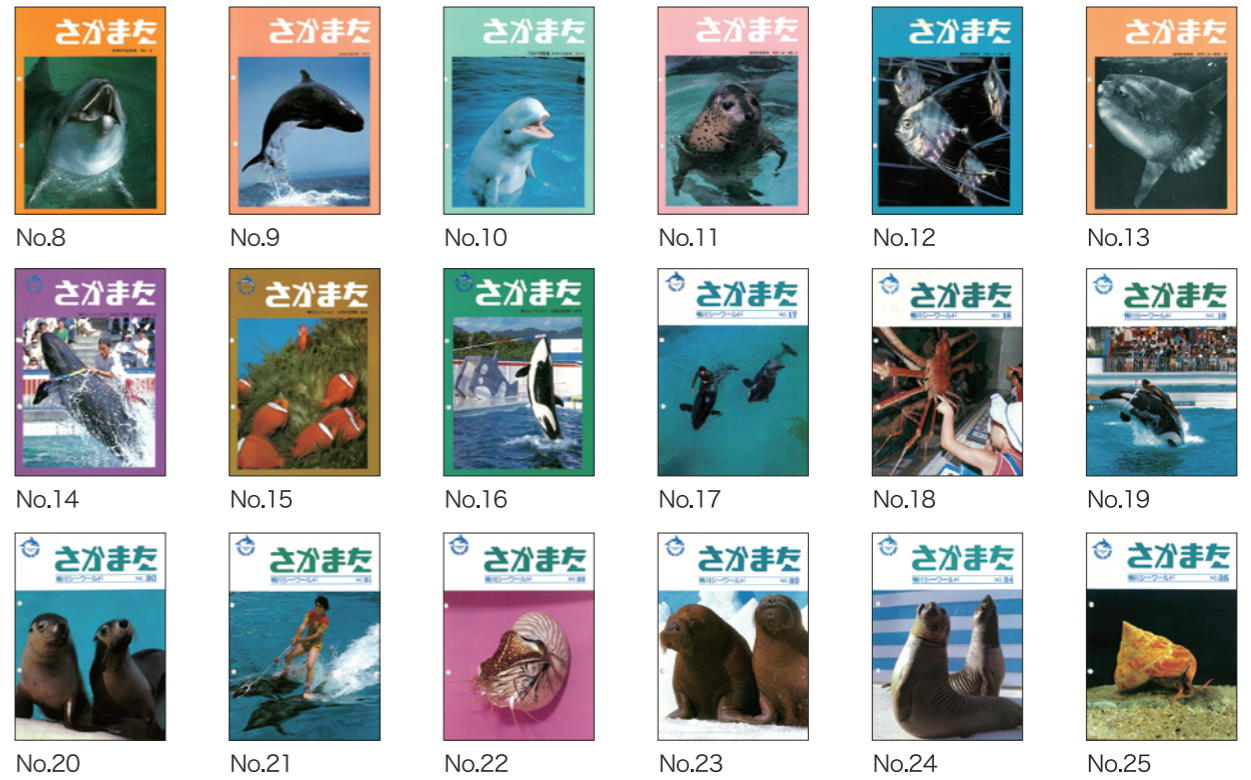 さかまた
さかまた
さかまた
さかまた
さかまた
さかまた
No.8
No.9
No.10
No.11
No.12
No.13
さかまた
さかまた
さかまた
さかまた
鴨川シーワールド NO.17
さかまた
鴨川シーワールド NO.18
さかまた
鴨川シーワールド NO.19
No.14
No.15
No.16
No.17
No.18
No.19
さかまた
鴨川シーワールド NO.20
さかまた
鴨川シーワールド NO.21
さかまた
鴨川シーワールド NO.22
さかまた
鴨川シーワールド NO.23
さかまた
鴨川シーワールド NO.24
さかまた
鴨川シーワールド NO.25
No.20
No.21
No.22
No.23
No.24
No.25